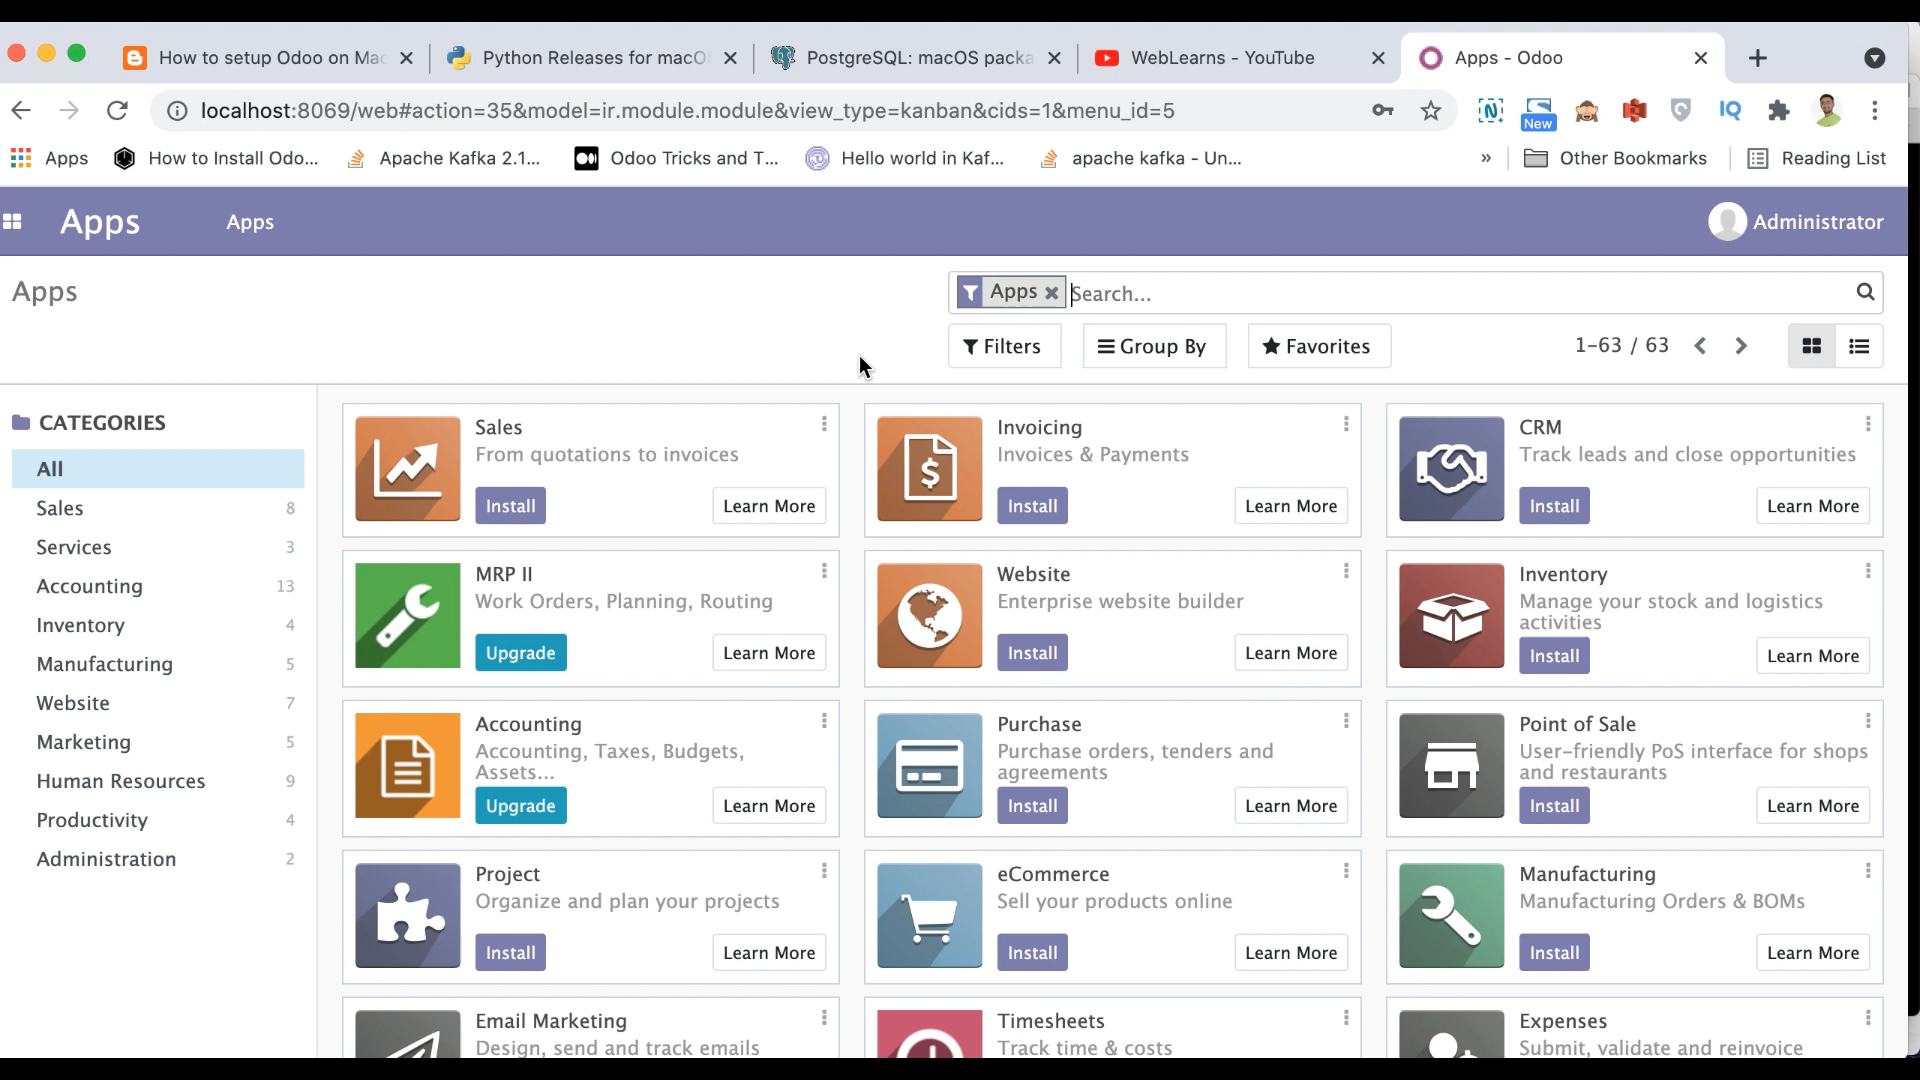 How to setup Odoo on Mac
Python Releases for macOS
PostgreSQL: macOS packa
WebLearns - YouTube
Apps - Odoo
localhost:8069/web#action=35&model=ir.module.module&view_type=kanban&cids=1&menu_id=5
New
IQ
Apps
How to Install Odo...
Apache Kafka 2.1...
Odoo Tricks and T...
Hello world in Kaf...
apache kafka - Un...
»
Other Bookmarks
Reading List
Apps
Apps
Administrator
Apps
Apps
Search...
Filters
Group By
Favorites
1-63 / 63
CATEGORIES
All
Sales 8
Services 3
Accounting 13
Inventory 4
Manufacturing 5
Website 7
Marketing 5
Human Resources 9
Productivity 4
Administration 2
Sales
From quotations to invoices
Install Learn More
Invoicing
Invoices & Payments
Install Learn More
CRM
Track leads and close opportunities
Install Learn More
MRP II
Work Orders, Planning, Routing
Upgrade Learn More
Website
Enterprise website builder
Install Learn More
Inventory
Manage your stock and logistics
activities
Install Learn More
Accounting
Accounting, Taxes, Budgets,
Assets...
Upgrade Learn More
Purchase
Purchase orders, tenders and
agreements
Install Learn More
Point of Sale
User-friendly PoS interface for shops
and restaurants
Install Learn More
Project
Organize and plan your projects
Install Learn More
eCommerce
Sell your products online
Install Learn More
Manufacturing
Manufacturing Orders & BOMs
Install Learn More
Email Marketing
Design, send and track emails
Timesheets
Track time & costs
Expenses
Submit, validate and reinvoice